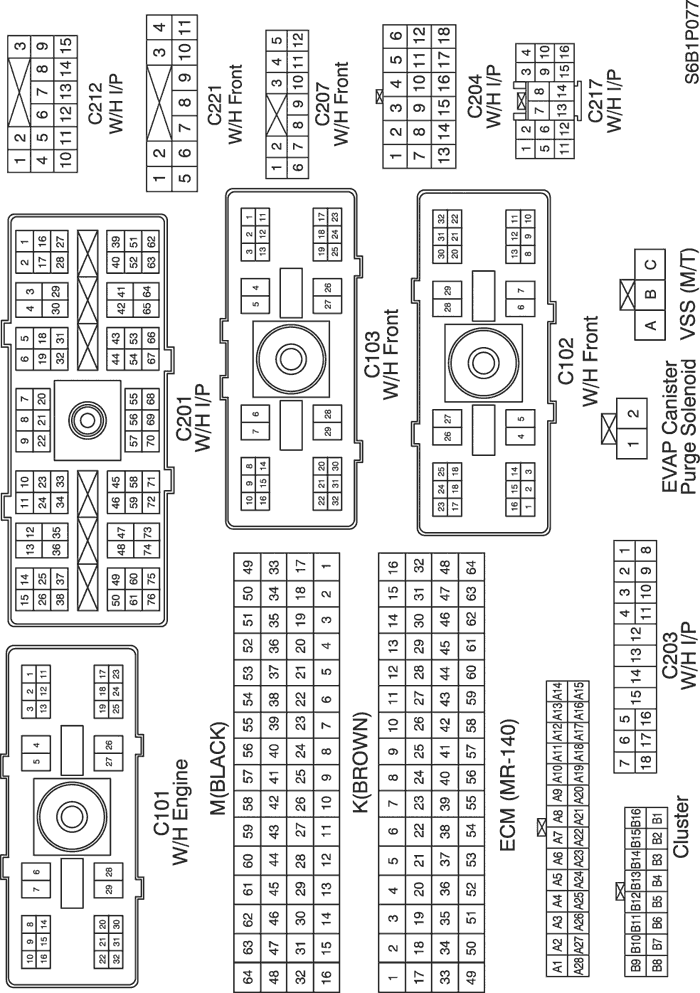 10 9 8
16 15 14
7 6
5 4
3 2 1
13 12 11
22 21 20
32 31 30
29 28
27 26
19 18 17
25 24 23
C101
W/H Engine
15 14
26 25
38 37
13 12
36 35
11 10
24 23
34 33
9 8 7
22 21 20
6 5
19 18
32 31
4 3
30 29
2 1
17 16
28 27
50 49
61 60
76 75
48 47
74 73
46 45
59 58
72 71
57 56 55
70 69 68
44 43
54 53
67 66
42 41
65 64
40 39
52 51
63 62
C201
W/H I/P
1 2 3
4 5 6 7 8 9
10 11 12 13 14 15
C212
W/H I/P
1 2 3 4
5 6 7 8 9 10 11
C221
W/H Front
M(BLACK)
64 63 62 61 60 59 58 57 56 55 54 53 52 51 50 49
48 47 46 45 44 43 42 41 40 39 38 37 36 35 34 33
32 31 30 29 28 27 26 25 24 23 22 21 20 19 18 17
16 15 14 13 12 11 10 9 8 7 6 5 4 3 2 1
10 9 8
16 15 14
7 6
5 4
3 2 1
13 12 11
22 21 20
32 31 30
29 28
27 26
19 18 17
25 24 23
C103
W/H Front
1 2 3 4 5
6 7 8 9 10 11 12
C207
W/H Front
K(BROWN)
1 2 3 4 5 6 7 8 9 10 11 12 13 14 15 16
17 18 19 20 21 22 23 24 25 26 27 28 29 30 31 32
33 34 35 36 37 38 39 40 41 42 43 44 45 46 47 48
49 50 51 52 53 54 55 56 57 58 59 60 61 62 63 64
ECM (MR-140)
23 24 25
26 27
28 29
30 31 32
20 21 22
16 15 14
1 2 3
5 4
7 6
13 12 11 10
C102
W/H Front
1 2 3 4 5 6
7 8 9 10 11 12
13 14 15 16 17 18
C204
W/H I/P
1 2 3 4
5 6 7 8 9 10
11 12 13 14 15 16
C217
W/H I/P
A1 A2 A3 A4 A5 A6 A7 A8 A9 A10 A11 A12 A13 A14
A28 A27 A26 A25 A24 A23 A22 A21 A20 A19 A18 A17 A16 A15
B9 B10 B11 B12 B13 B14 B15 B16
B8 B7 B6 B5 B4 B3 B2 B1
Cluster
7 6 5 4 3 2 1
18 17 16 15 14 13 12 11 10 9 8
C203
W/H I/P
1 2
EVAP Canister
Purge Solenoid
A B C
VSS (M/T)
S6B1P077